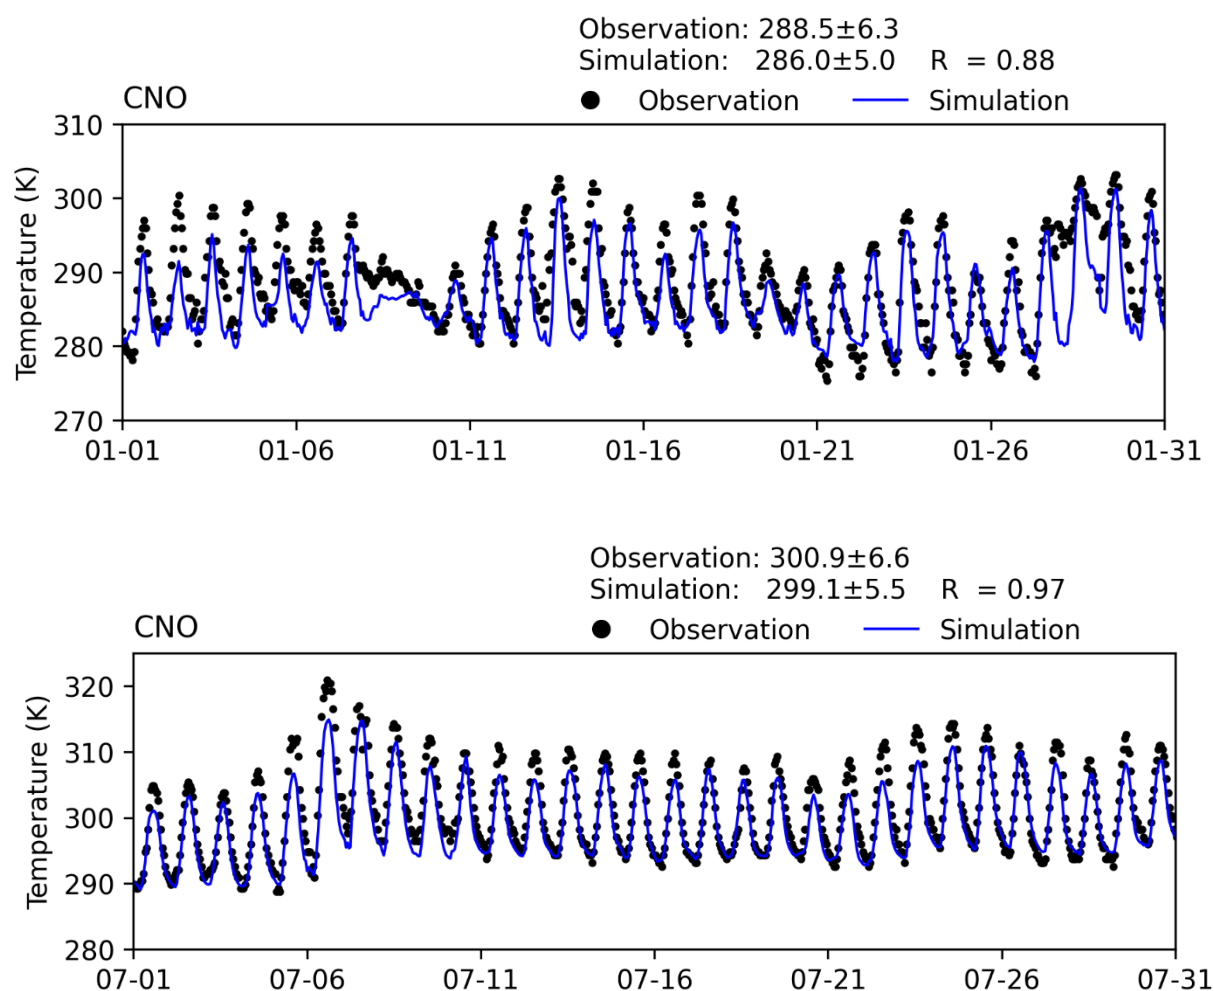 Observation: 288.5±6.3
Simulation: 286.0±5.0 R = 0.88
CNO
Observation Simulation
Temperature (K)
310
300
290
280
270
01-01 01-06 01-11 01-16 01-21 01-26 01-31
Observation: 300.9±6.6
Simulation: 299.1±5.5 R = 0.97
CNO
Observation Simulation
Temperature (K)
320
310
300
290
280
07-01 07-06 07-11 07-16 07-21 07-26 07-31